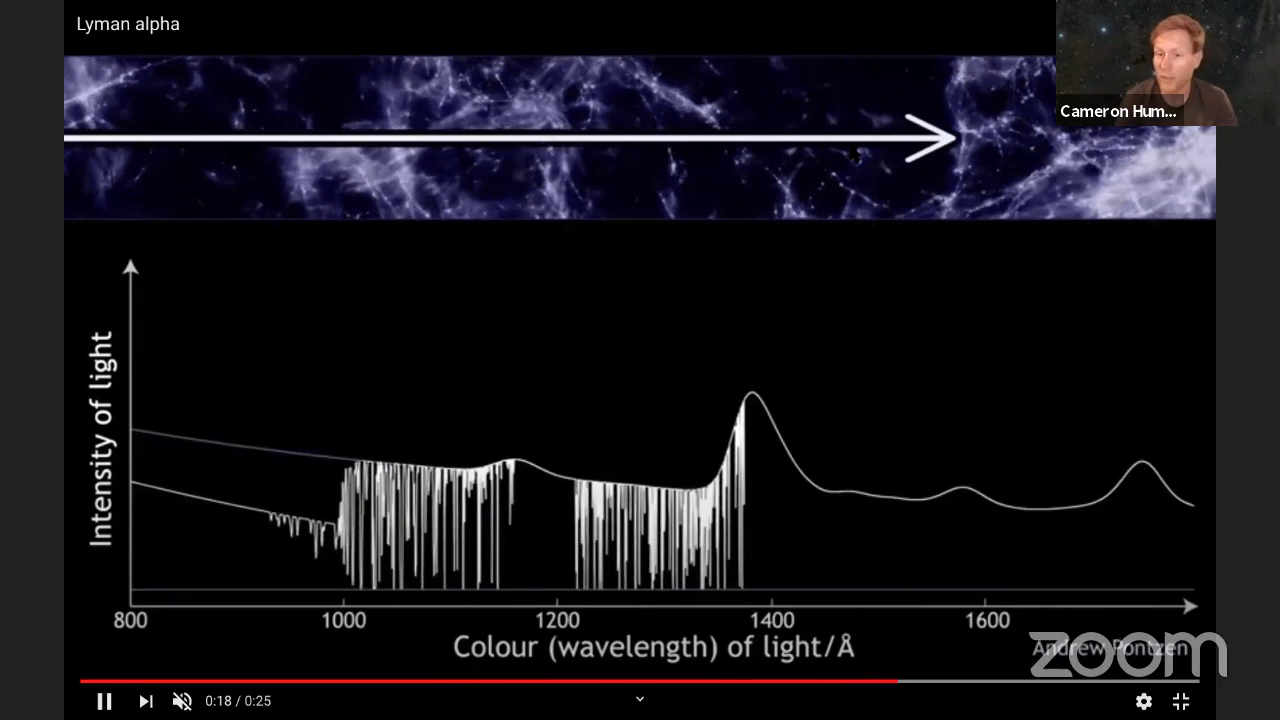 Lyman alpha
Cameron Hum...
Intensity of light
800
1000
1200
1400
1600
Colour (wavelength) of light/Å
Andrew Pontzen
zoom
0:18 / 0:25